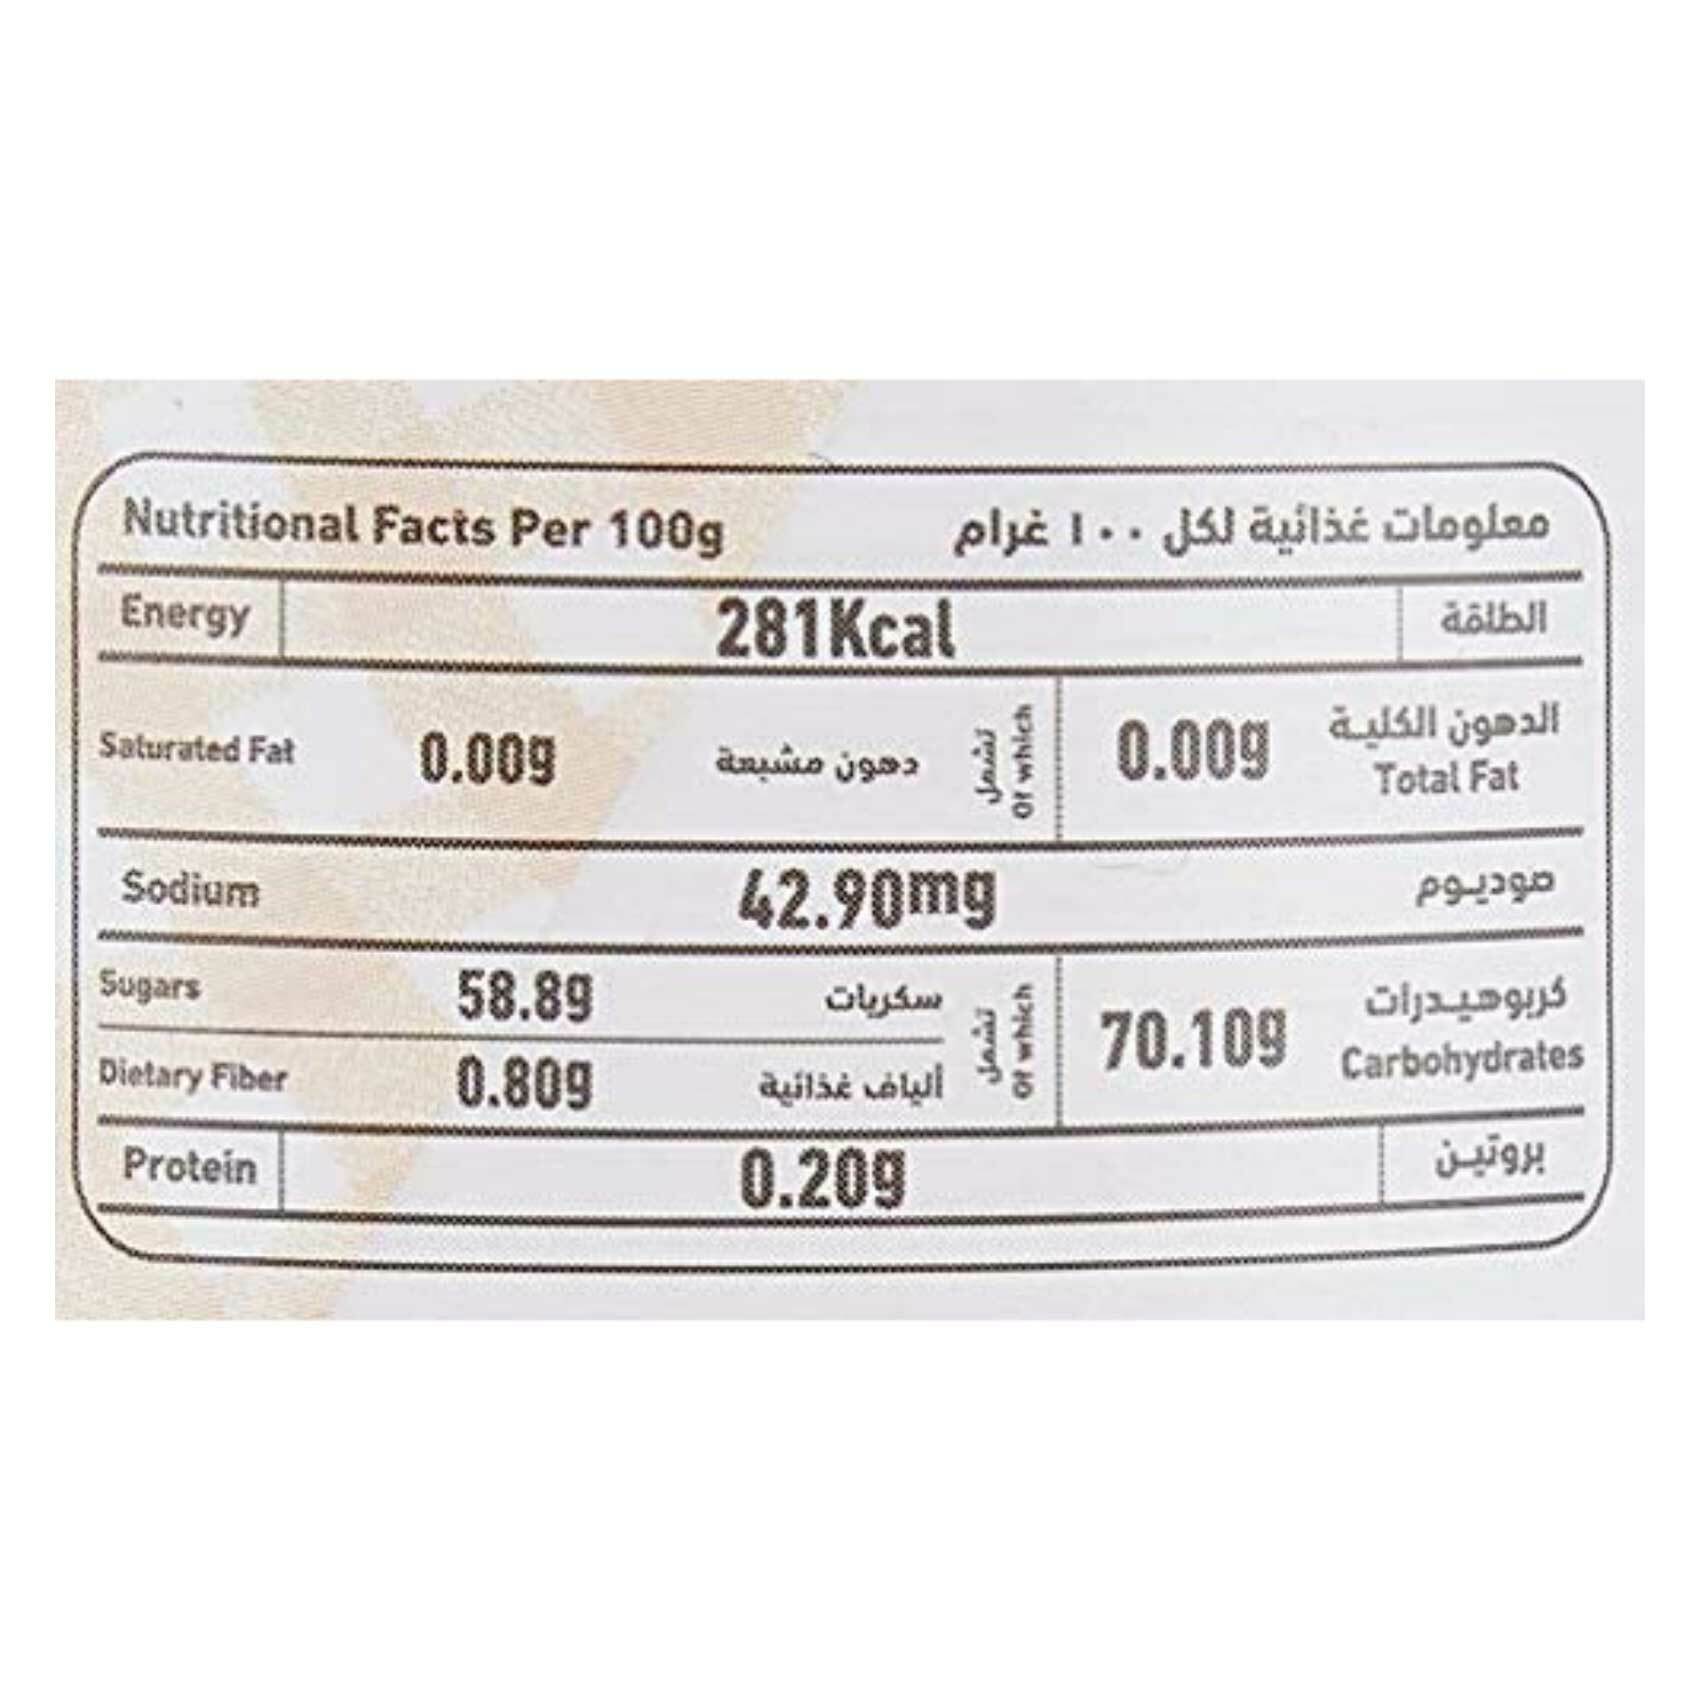 Nutritional Facts Per 100g معلومات غذائية لكل ١٠٠ غرام
Energy 281Kcal الطاقة
Saturated Fat 0.00g دهون مشبعة تشمل Of which 0.00g الدهون الكلية Total Fat
Sodium 42.90mg صوديوم
Sugars 58.8g سكريات
تشمل Of which 70.10g كربوهيدرات Carbohydrates
Dietary Fiber 0.80g ألياف غذائية
Protein 0.20g بروتين